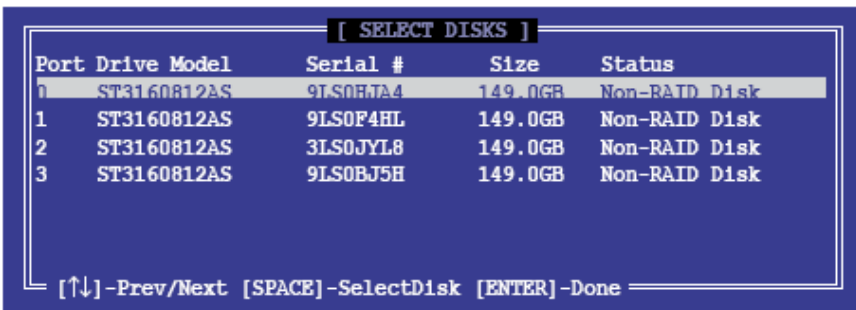 [ SELECT DISKS ]
Port Drive Model Serial # Size Status
0 ST3160812AS 9LS0HJA4 149.0GB Non-RAID Disk
1 ST3160812AS 9LS0F4HL 149.0GB Non-RAID Disk
2 ST3160812AS 3LS0JYL8 149.0GB Non-RAID Disk
3 ST3160812AS 9LS0BJ5H 149.0GB Non-RAID Disk
[↑↓]-Prev/Next [SPACE]-SelectDisk [ENTER]-Done